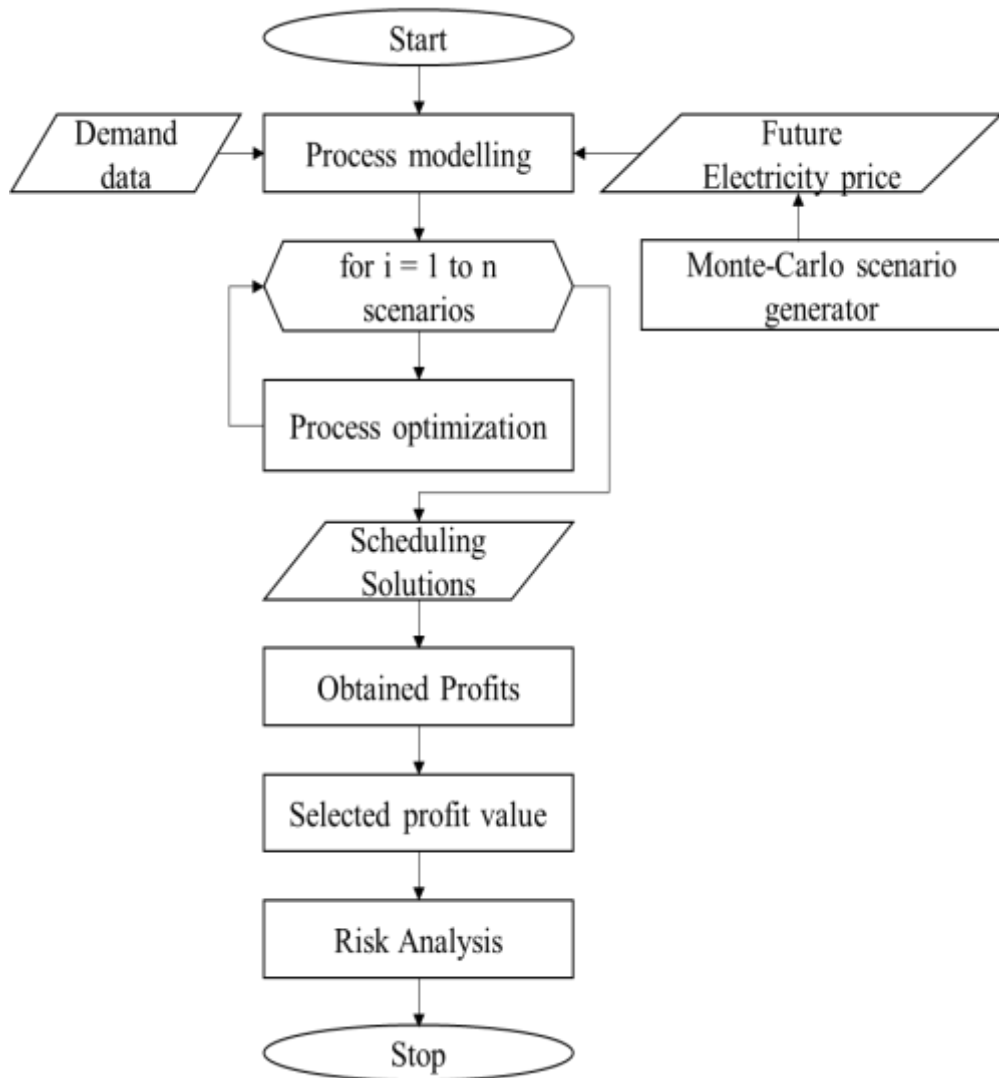 Start
Demand
data
Process modelling
Future
Electricity price
for i = 1 to n
scenarios
Monte-Carlo scenario
generator
Process optimization
Scheduling
Solutions
Obtained Profits
Selected profit value
Risk Analysis
Stop